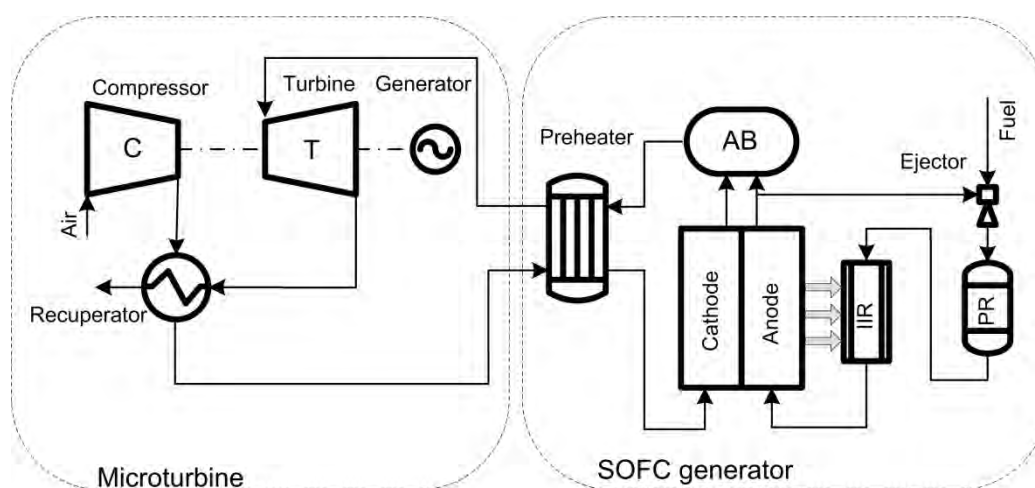 Compressor
Turbine
Generator
C
T
Air
Recuperator
Microturbine
Preheater
AB
Ejector
Fuel
Cathode
Anode
IIR
PR
SOFC generator